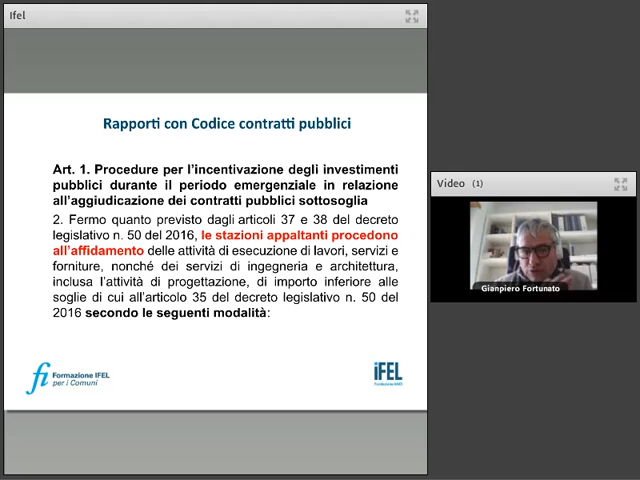 Ifel
Rapporti con Codice contratti pubblici
Art. 1. Procedure per l'incentivazione degli investimenti
pubblici durante il periodo emergenziale in relazione
all'aggiudicazione dei contratti pubblici sottosoglia
2. Fermo quanto previsto dagli articoli 37 e 38 del decreto
legislativo n. 50 del 2016, le stazioni appaltanti procedono
all'affidamento delle attività di esecuzione di lavori, servizi e
forniture, nonché dei servizi di ingegneria e architettura,
inclusa l'attività di progettazione, di importo inferiore alle
soglie di cui all'articolo 35 del decreto legislativo n. 50 del
2016 secondo le seguenti modalità:
fi Formazione IFEL
per i Comuni
IFEL
Fondazione ANCI
Video (1)
Gianpiero Fortunato